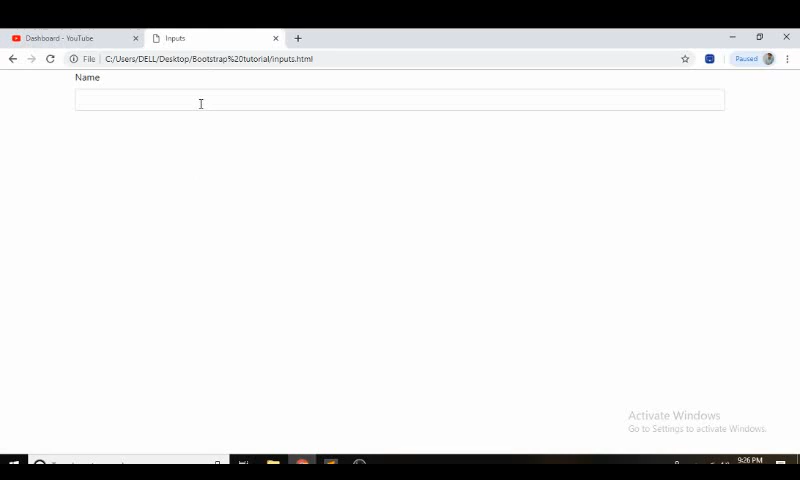 Dashboard - YouTube
Inputs
File
C:/Users/DELL/Desktop/Bootstrap%20tutorial/inputs.html
Paused
Name
Activate Windows
Go to Settings to activate Windows.
9:26 PM